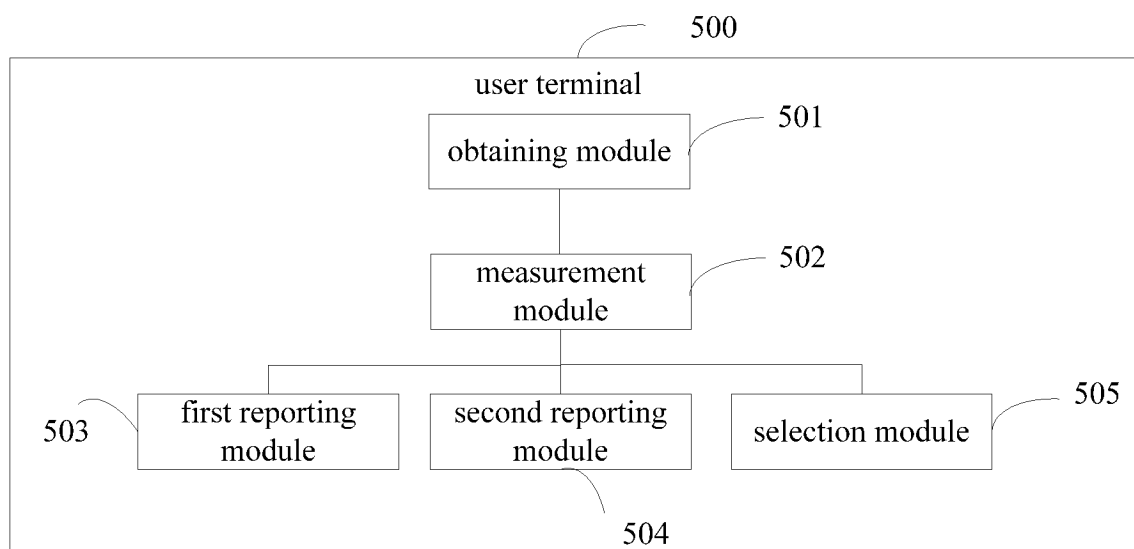 500
user terminal
501
obtaining module
502
measurement
module
503
first reporting
module
second reporting
module
504
selection module
505